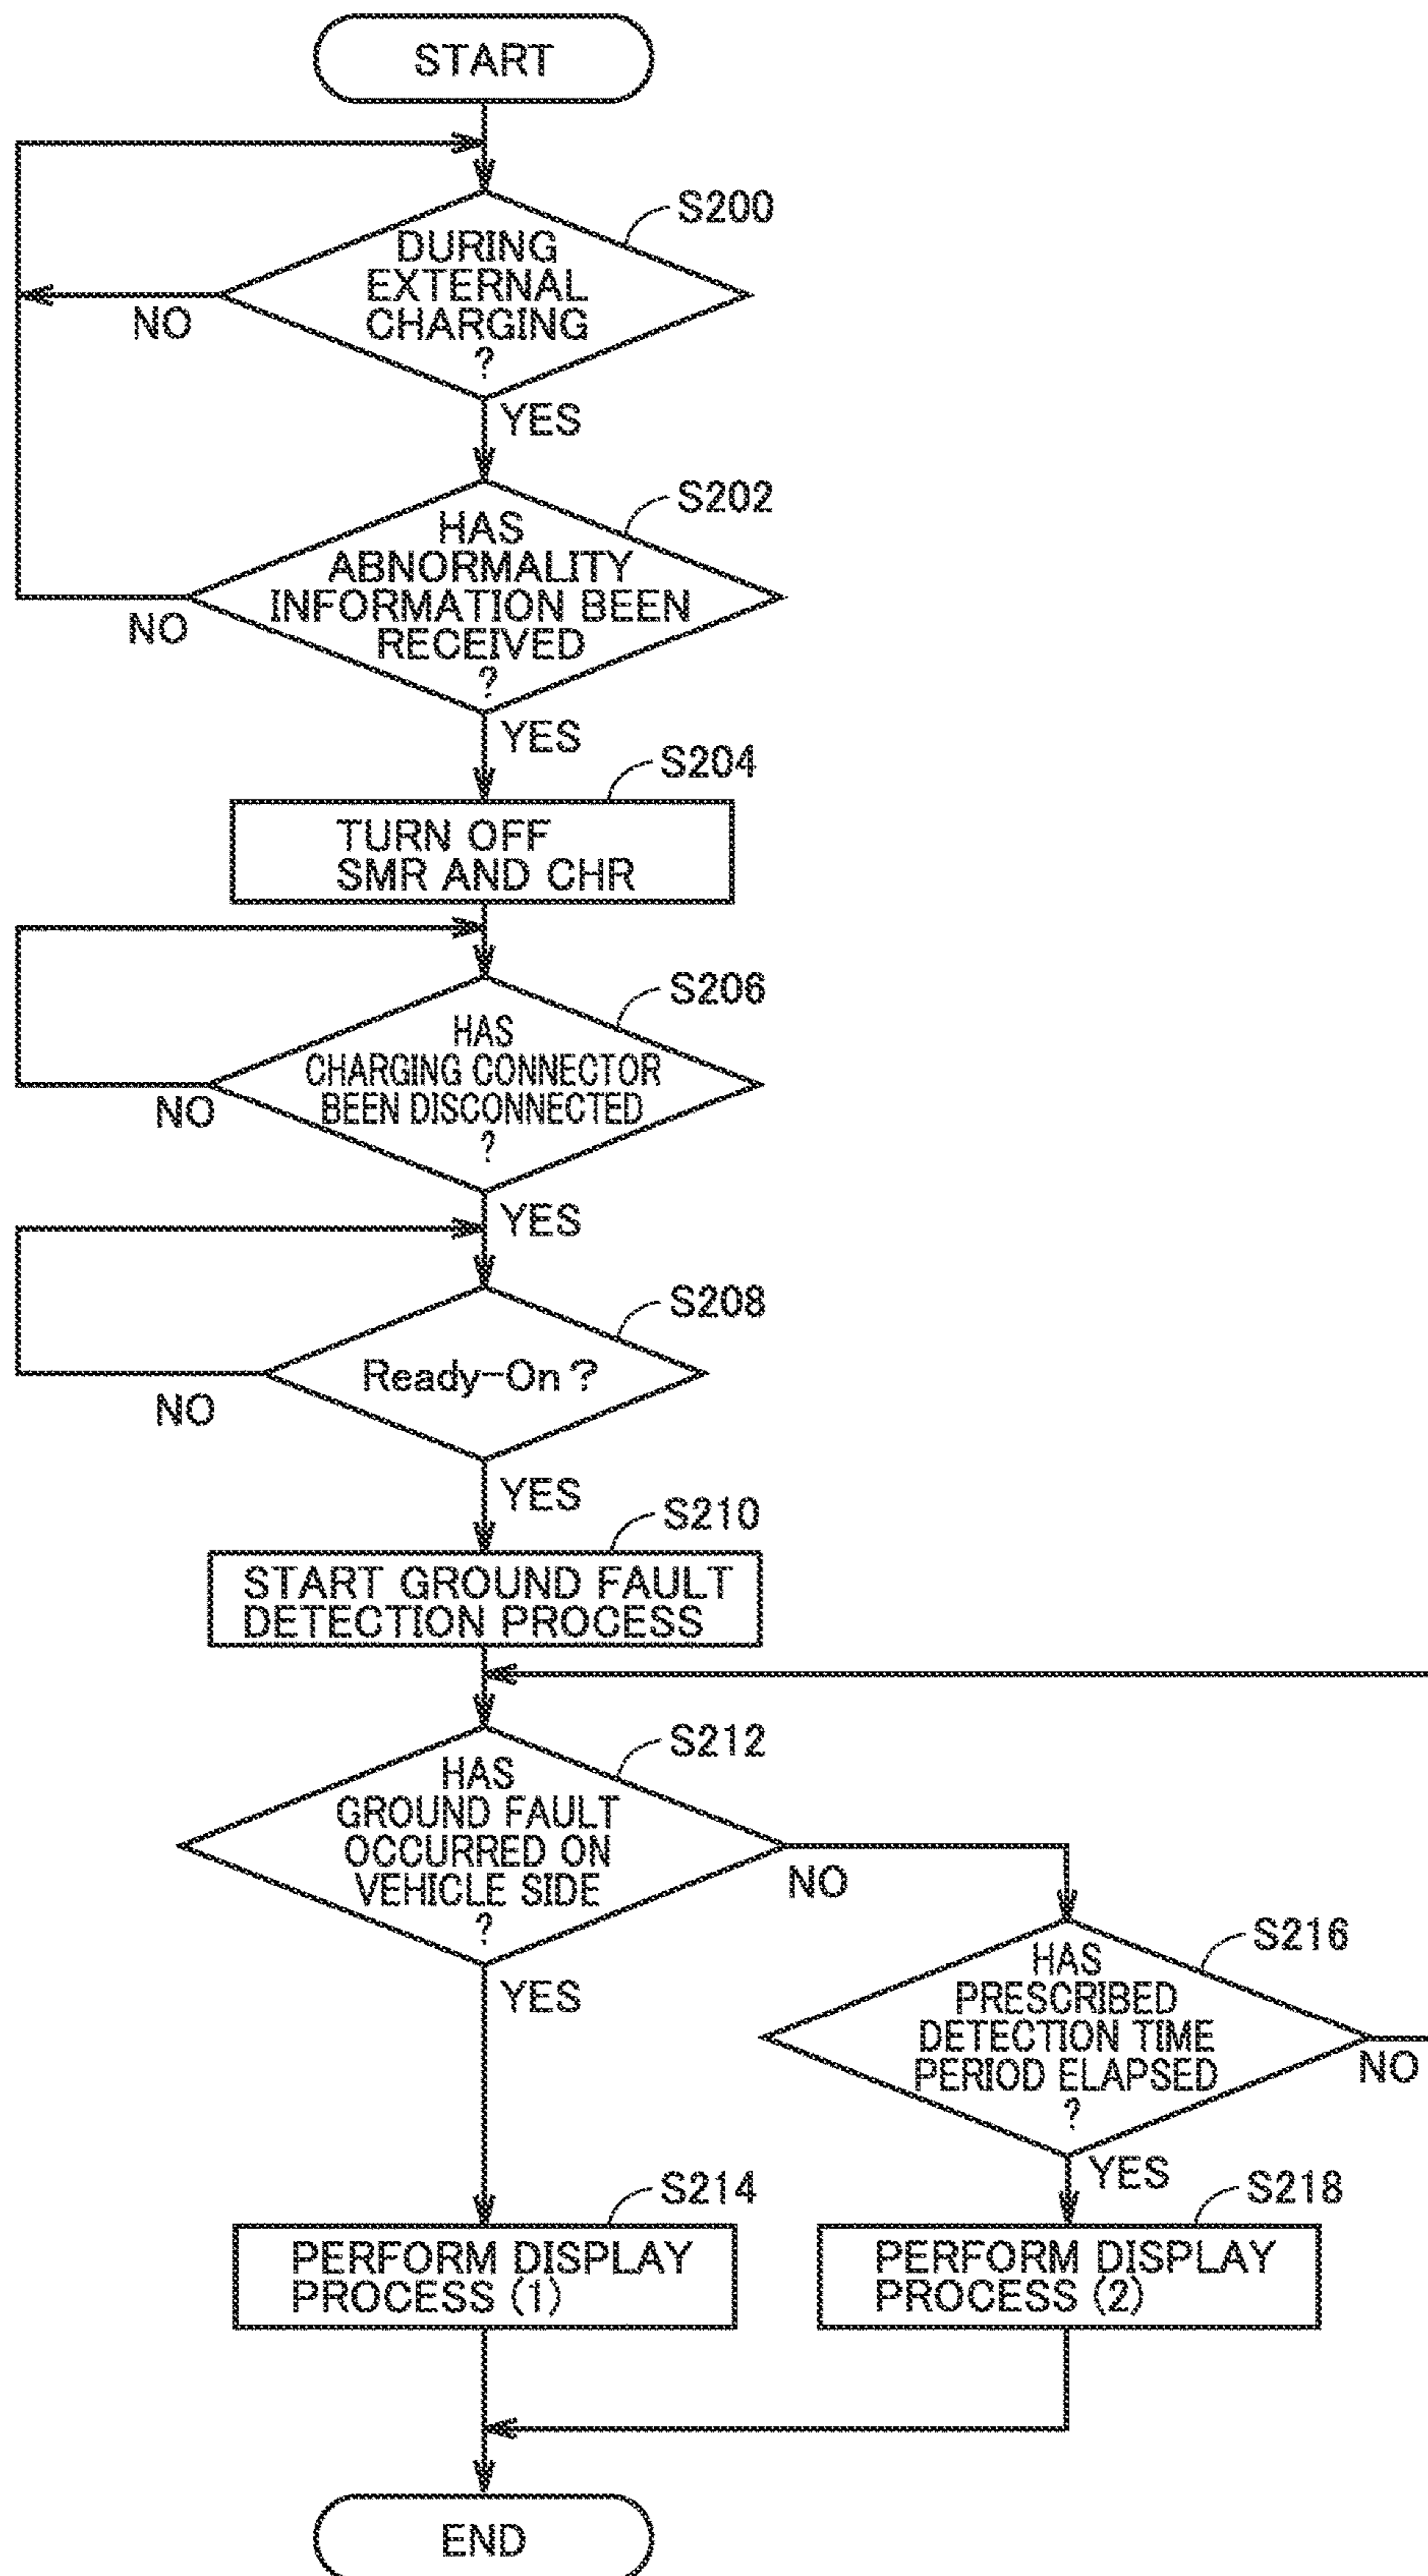 START
S200
DURING
EXTERNAL
CHARGING
?
NO
YES
S202
HAS
ABNORMALITY
INFORMATION BEEN
RECEIVED
?
NO
YES
S204
TURN OFF
SMR AND CHR
S206
HAS
CHARGING CONNECTOR
BEEN DISCONNECTED
?
NO
YES
S208
Ready-On?
NO
YES
S210
START GROUND FAULT
DETECTION PROCESS
S212
HAS
GROUND FAULT
OCCURRED ON
VEHICLE SIDE
?
NO
YES
S216
HAS
PRESCRIBED
DETECTION TIME
PERIOD ELAPSED
?
NO
YES
S214
PERFORM DISPLAY
PROCESS (1)
S218
PERFORM DISPLAY
PROCESS (2)
END